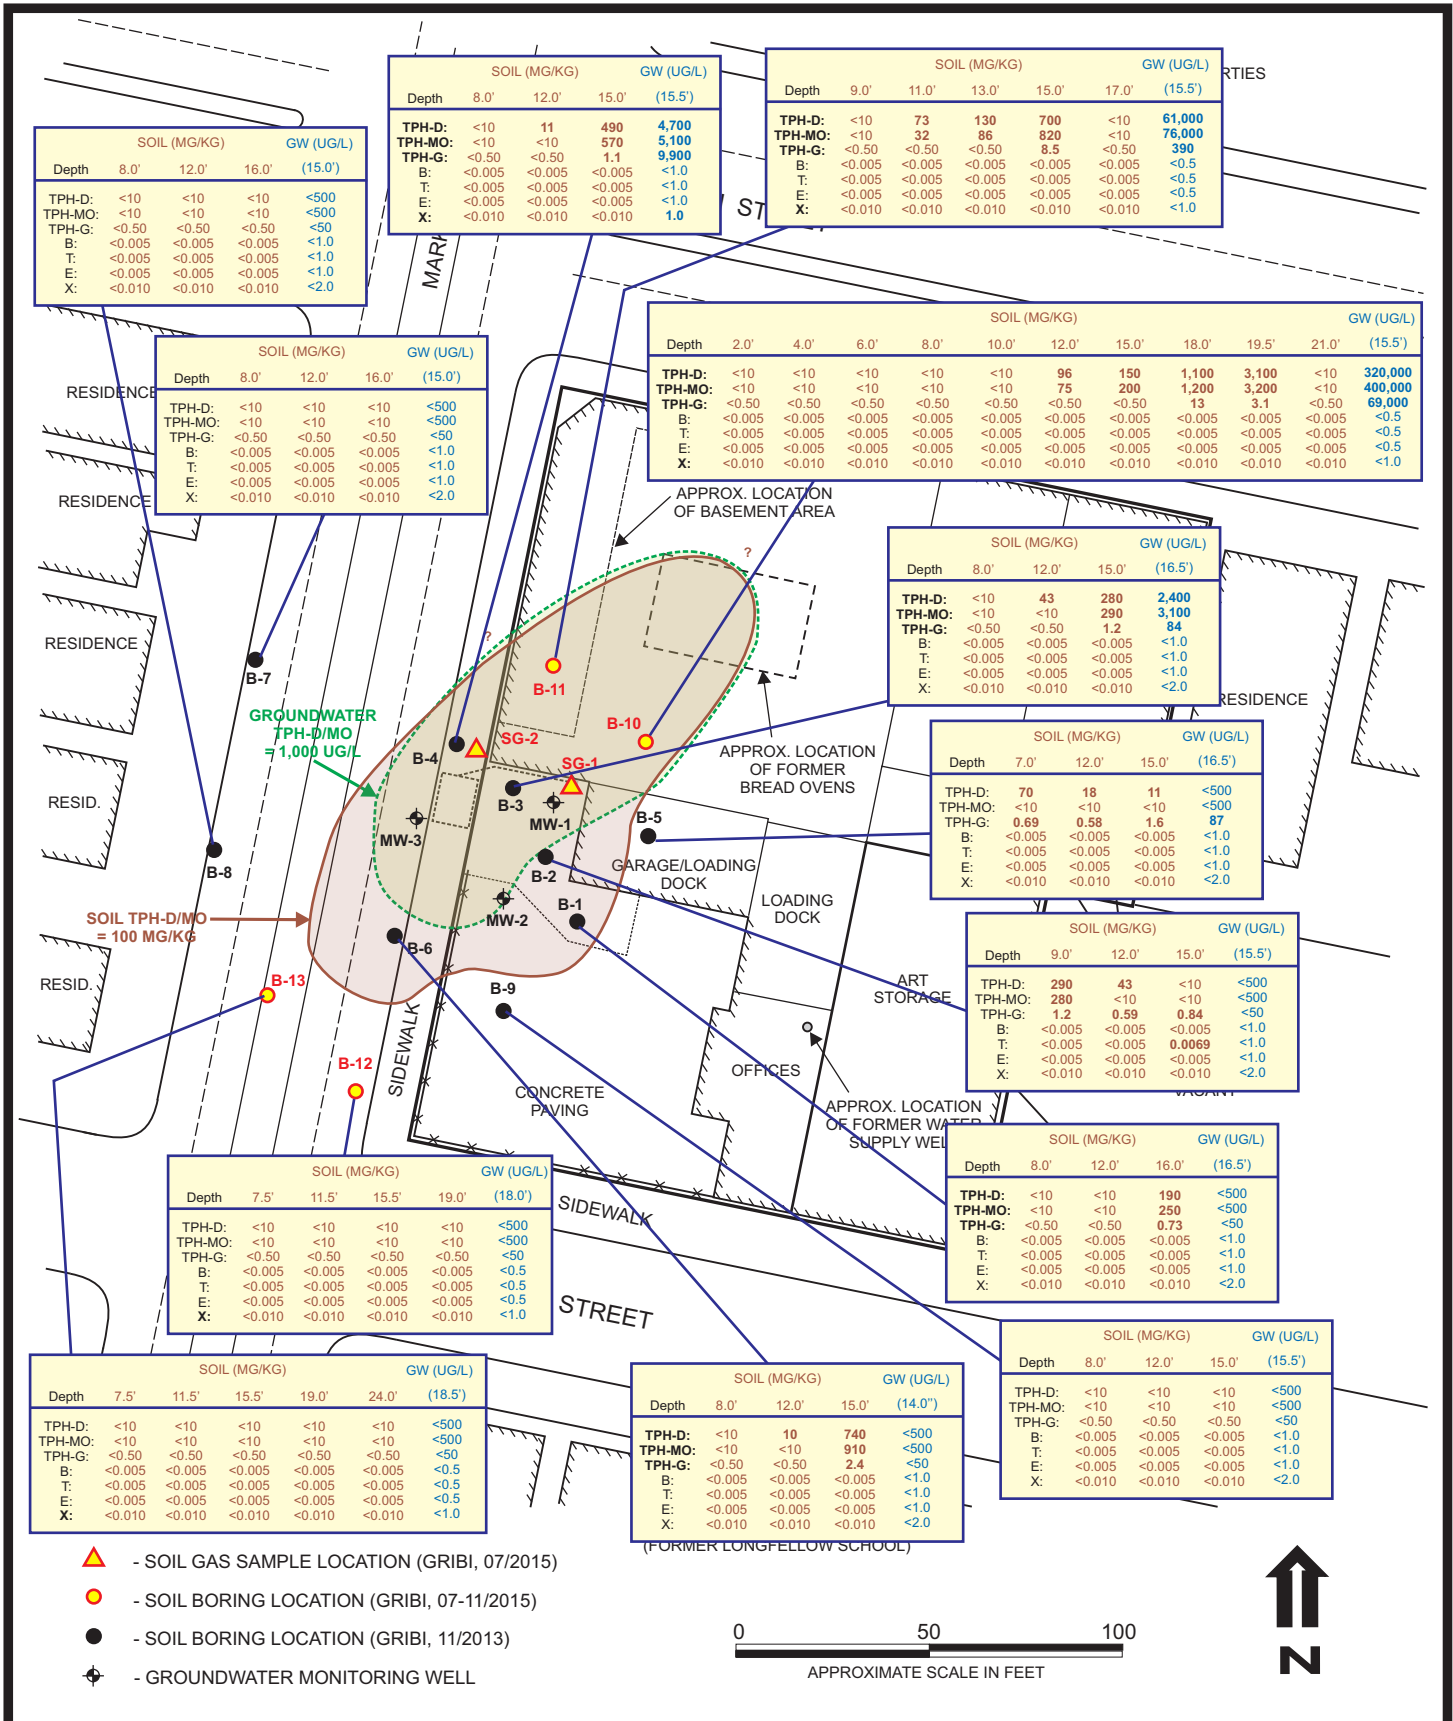 SOIL (MG/KG) GW (UG/L)
Depth 8.0' 12.0' 15.0' (15.5')
TPH-D: <10 11 490 4,700
TPH-MO: <10 <10 570 5,100
TPH-G: <0.50 <0.50 1.1 9,900
B: <0.005 <0.005 <0.005 <1.0
T: <0.005 <0.005 <0.005 <1.0
E: <0.005 <0.005 <0.005 <1.0
X: <0.010 <0.010 <0.010 1.0
SOIL (MG/KG) GW (UG/L)
Depth 9.0' 11.0' 13.0' 15.0' 17.0' (15.5')
TPH-D: <10 73 130 700 <10 61,000
TPH-MO: <10 32 86 820 <10 76,000
TPH-G: <0.50 <0.50 <0.50 8.5 <0.50 390
B: <0.005 <0.005 <0.005 <0.005 <0.005 <0.5
T: <0.005 <0.005 <0.005 <0.005 <0.005 <0.5
E: <0.005 <0.005 <0.005 <0.005 <0.005 <0.5
X: <0.010 <0.010 <0.010 <0.010 <0.010 <1.0
RTIES
SOIL (MG/KG) GW (UG/L)
Depth 8.0' 12.0' 16.0' (15.0')
TPH-D: <10 <10 <10 <500
TPH-MO: <10 <10 <10 <500
TPH-G: <0.50 <0.50 <0.50 <50
B: <0.005 <0.005 <0.005 <1.0
T: <0.005 <0.005 <0.005 <1.0
E: <0.005 <0.005 <0.005 <1.0
X: <0.010 <0.010 <0.010 <2.0
MARK
ST
SOIL (MG/KG) GW (UG/L)
Depth 2.0' 4.0' 6.0' 8.0' 10.0' 12.0' 15.0' 18.0' 19.5' 21.0' (15.5')
TPH-D: <10 <10 <10 <10 <10 96 150 1,100 3,100 <10 320,000
TPH-MO: <10 <10 <10 <10 <10 75 200 1,200 3,200 <10 400,000
TPH-G: <0.50 <0.50 <0.50 <0.50 <0.50 <0.50 <0.50 13 3.1 <0.50 69,000
B: <0.005 <0.005 <0.005 <0.005 <0.005 <0.005 <0.005 <0.005 <0.005 <0.005 <0.5
T: <0.005 <0.005 <0.005 <0.005 <0.005 <0.005 <0.005 <0.005 <0.005 <0.005 <0.5
E: <0.005 <0.005 <0.005 <0.005 <0.005 <0.005 <0.005 <0.005 <0.005 <0.005 <0.5
X: <0.010 <0.010 <0.010 <0.010 <0.010 <0.010 <0.010 <0.010 <0.010 <0.010 <1.0
SOIL (MG/KG) GW (UG/L)
Depth 8.0' 12.0' 16.0' (15.0')
TPH-D: <10 <10 <10 <500
TPH-MO: <10 <10 <10 <500
TPH-G: <0.50 <0.50 <0.50 <50
B: <0.005 <0.005 <0.005 <1.0
T: <0.005 <0.005 <0.005 <1.0
E: <0.005 <0.005 <0.005 <1.0
X: <0.010 <0.010 <0.010 <2.0
RESIDENCE
RESIDENCE
RESIDENCE
RESID.
RESID.
APPROX. LOCATION
OF BASEMENT AREA
?
?
SOIL (MG/KG) GW (UG/L)
Depth 8.0' 12.0' 15.0' (16.5')
TPH-D: <10 43 280 2,400
TPH-MO: <10 <10 290 3,100
TPH-G: <0.50 <0.50 1.2 84
B: <0.005 <0.005 <0.005 <1.0
T: <0.005 <0.005 <0.005 <1.0
E: <0.005 <0.005 <0.005 <1.0
X: <0.010 <0.010 <0.010 <2.0
RESIDENCE
B-7
B-11
B-10
GROUNDWATER
TPH-D/MO
= 1,000 UG/L
B-4
SG-2
SG-1
APPROX. LOCATION
OF FORMER
BREAD OVENS
B-3
MW-1
MW-3
B-5
B-2
GARAGE/LOADING
DOCK
B-8
SOIL TPH-D/MO
= 100 MG/KG
MW-2
B-1
B-6
LOADING
DOCK
SOIL (MG/KG) GW (UG/L)
Depth 7.0' 12.0' 15.0' (16.5')
TPH-D: 70 18 11 <500
TPH-MO: <10 <10 <10 <500
TPH-G: 0.69 0.58 1.6 87
B: <0.005 <0.005 <0.005 <1.0
T: <0.005 <0.005 <0.005 <1.0
E: <0.005 <0.005 <0.005 <1.0
X: <0.010 <0.010 <0.010 <2.0
B-13
B-9
ART
STORAGE
SOIL (MG/KG) GW (UG/L)
Depth 9.0' 12.0' 15.0' (15.5')
TPH-D: 290 43 <10 <500
TPH-MO: 280 <10 <10 <500
TPH-G: 1.2 0.59 0.84 <50
B: <0.005 <0.005 <0.005 <1.0
T: <0.005 <0.005 0.0069 <1.0
E: <0.005 <0.005 <0.005 <1.0
X: <0.010 <0.010 <0.010 <2.0
VACANT
B-12
SIDEWALK
CONCRETE
PAVING
OFFICES
APPROX. LOCATION
OF FORMER WATER
SUPPLY WEL
SOIL (MG/KG) GW (UG/L)
Depth 8.0' 12.0' 16.0' (16.5')
TPH-D: <10 <10 190 <500
TPH-MO: <10 <10 250 <500
TPH-G: <0.50 <0.50 0.73 <50
B: <0.005 <0.005 <0.005 <1.0
T: <0.005 <0.005 <0.005 <1.0
E: <0.005 <0.005 <0.005 <1.0
X: <0.010 <0.010 <0.010 <2.0
SOIL (MG/KG) GW (UG/L)
Depth 7.5' 11.5' 15.5' 19.0' (18.0')
TPH-D: <10 <10 <10 <10 <500
TPH-MO: <10 <10 <10 <10 <500
TPH-G: <0.50 <0.50 <0.50 <0.50 <50
B: <0.005 <0.005 <0.005 <0.005 <0.5
T: <0.005 <0.005 <0.005 <0.005 <0.5
E: <0.005 <0.005 <0.005 <0.005 <0.5
X: <0.010 <0.010 <0.010 <0.010 <1.0
SIDEWALK
STREET
SOIL (MG/KG) GW (UG/L)
Depth 8.0' 12.0' 15.0' (15.5')
TPH-D: <10 <10 <10 <500
TPH-MO: <10 <10 <10 <500
TPH-G: <0.50 <0.50 <0.50 <50
B: <0.005 <0.005 <0.005 <1.0
T: <0.005 <0.005 <0.005 <1.0
E: <0.005 <0.005 <0.005 <1.0
X: <0.010 <0.010 <0.010 <2.0
SOIL (MG/KG) GW (UG/L)
Depth 7.5' 11.5' 15.5' 19.0' 24.0' (18.5')
TPH-D: <10 <10 <10 <10 <10 <500
TPH-MO: <10 <10 <10 <10 <10 <500
TPH-G: <0.50 <0.50 <0.50 <0.50 <0.50 <50
B: <0.005 <0.005 <0.005 <0.005 <0.005 <0.5
T: <0.005 <0.005 <0.005 <0.005 <0.005 <0.5
E: <0.005 <0.005 <0.005 <0.005 <0.005 <0.5
X: <0.010 <0.010 <0.010 <0.010 <0.010 <1.0
SOIL (MG/KG) GW (UG/L)
Depth 8.0' 12.0' 15.0' (14.0")
TPH-D: <10 10 740 <500
TPH-MO: <10 <10 910 <500
TPH-G: <0.50 <0.50 2.4 <50
B: <0.005 <0.005 <0.005 <1.0
T: <0.005 <0.005 <0.005 <1.0
E: <0.005 <0.005 <0.005 <1.0
X: <0.010 <0.010 <0.010 <2.0
(FORMER LONGFELLOW SCHOOL)
- SOIL GAS SAMPLE LOCATION (GRIBI, 07/2015)
- SOIL BORING LOCATION (GRIBI, 07-11/2015)
- SOIL BORING LOCATION (GRIBI, 11/2013)
- GROUNDWATER MONITORING WELL
0 50 100
APPROXIMATE SCALE IN FEET
N